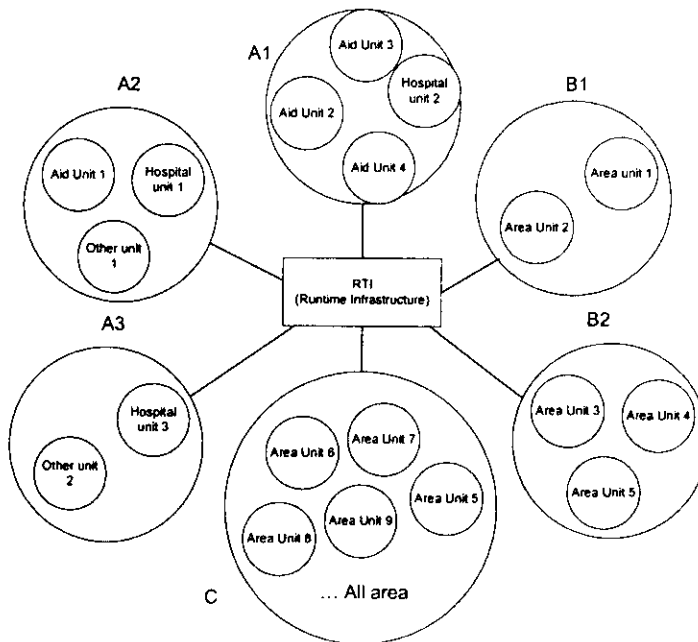 A1
Aid Unit 3
Hospital
unit 2
Aid Unit 2
Aid Unit 4
A2
Aid Unit 1
Hospital
unit 1
Other unit
1
B1
Area unit 1
Area Unit 2
RTI
(Runtime Infrastructure)
A3
Hospital
unit 3
Other unit
2
B2
Area Unit 3
Area Unit 4
Area Unit 5
Area Unit 6
Area Unit 7
Area Unit 5
Area Unit 9
Area Unit 8
... All area
C